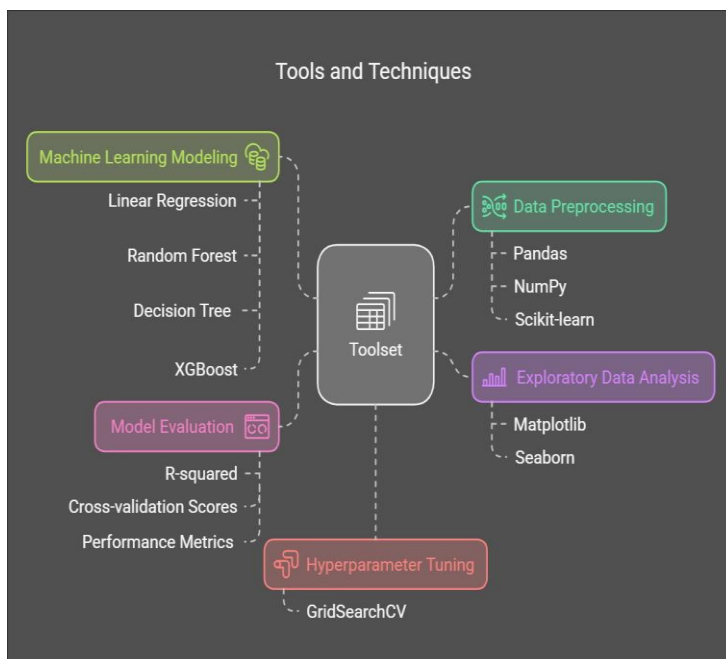 Tools and Techniques
Machine Learning Modeling
Linear Regression
Random Forest
Decision Tree
XGBoost
Model Evaluation
R-squared
Cross-validation Scores
Performance Metrics
Toolset
Data Preprocessing
Pandas
NumPy
Scikit-learn
Exploratory Data Analysis
Matplotlib
Seaborn
Hyperparameter Tuning
GridSearchCV